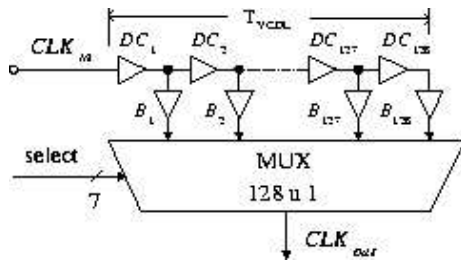 T_VCDL
CLK_in DC_1 DC_2 DC_127 DC_128
B_1 B_2 B_127 B_128
select
MUX
7
128 u 1
CLK_out